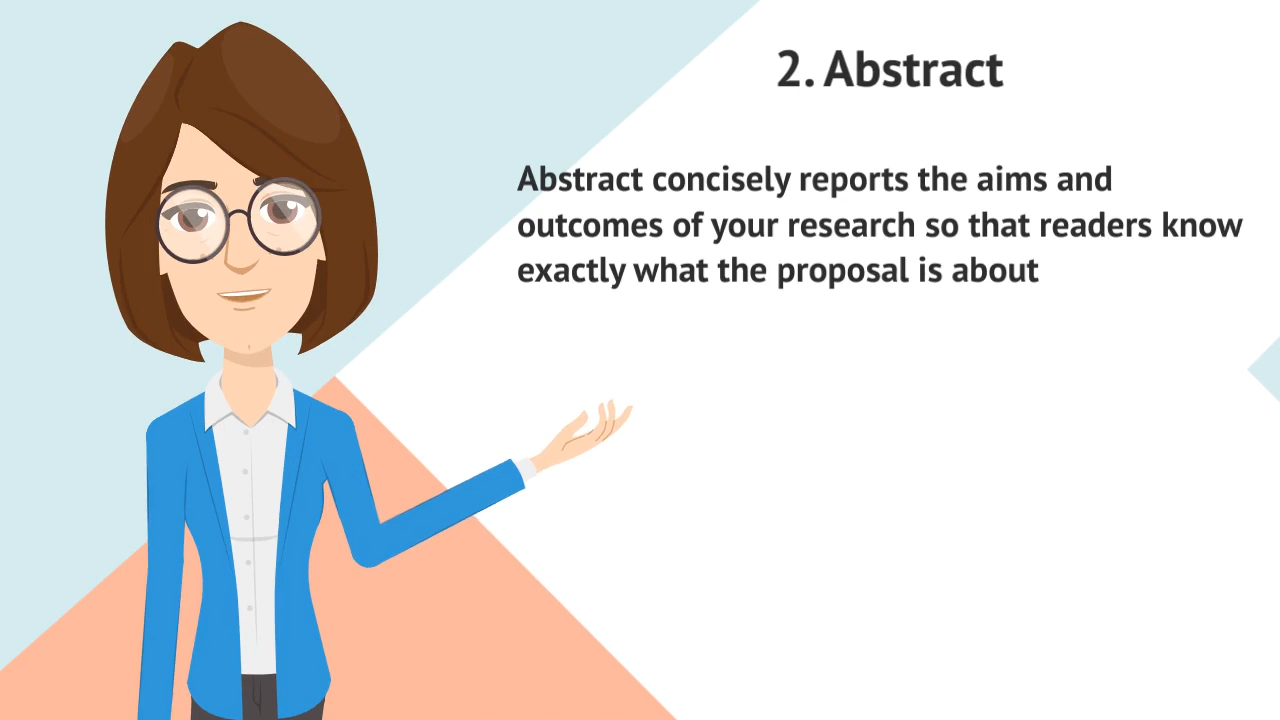 2. Abstract
Abstract concisely reports the aims and
outcomes of your research so that readers know
exactly what the proposal is about